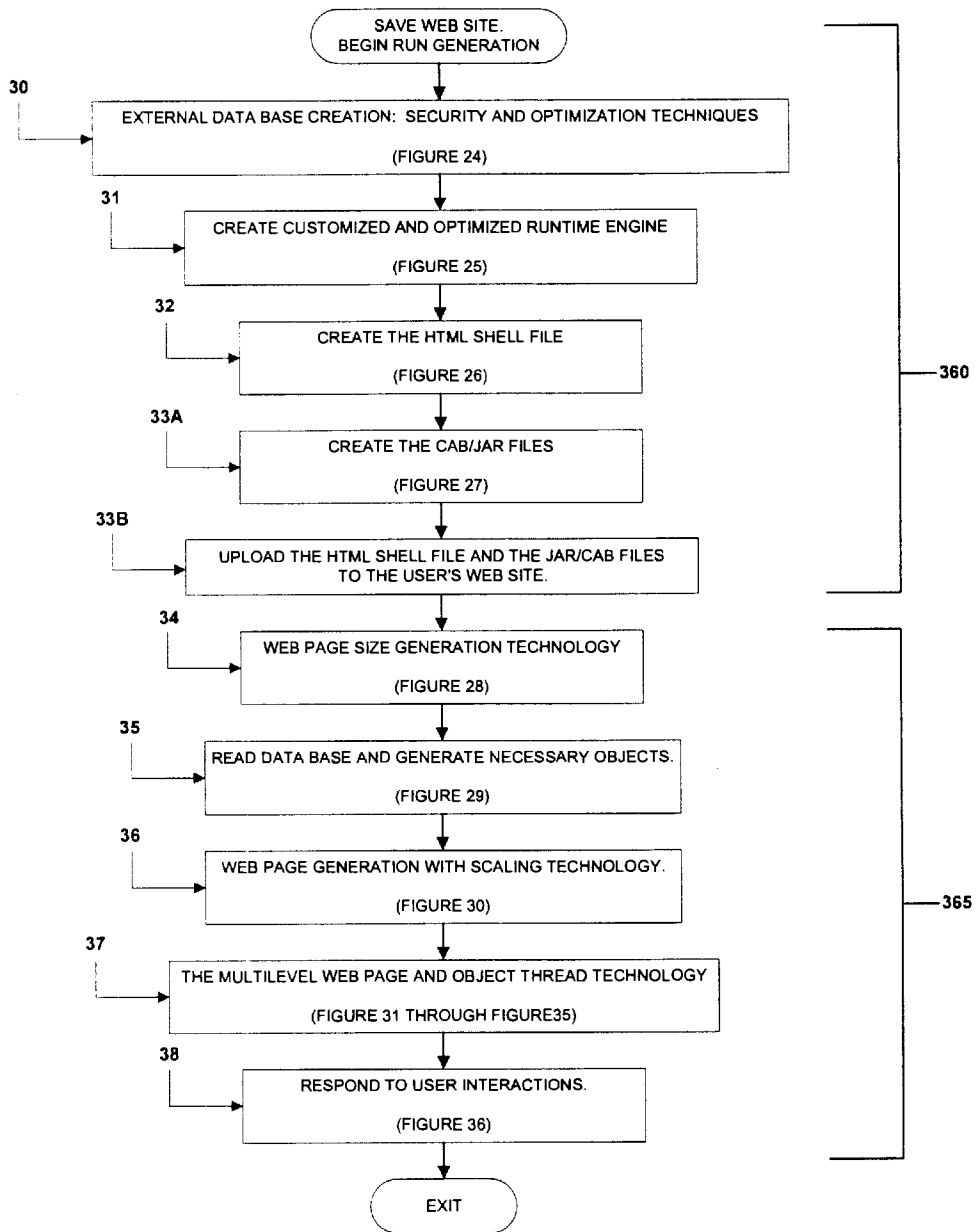 SAVE WEB SITE.
BEGIN RUN GENERATION
30
EXTERNAL DATA BASE CREATION: SECURITY AND OPTIMIZATION TECHNIQUES
(FIGURE 24)
31
CREATE CUSTOMIZED AND OPTIMIZED RUNTIME ENGINE
(FIGURE 25)
32
CREATE THE HTML SHELL FILE
(FIGURE 26)
360
33A
CREATE THE CAB/JAR FILES
(FIGURE 27)
33B
UPLOAD THE HTML SHELL FILE AND THE JAR/CAB FILES
TO THE USER'S WEB SITE.
34
WEB PAGE SIZE GENERATION TECHNOLOGY
(FIGURE 28)
35
READ DATA BASE AND GENERATE NECESSARY OBJECTS.
(FIGURE 29)
36
WEB PAGE GENERATION WITH SCALING TECHNOLOGY.
(FIGURE 30)
365
37
THE MULTILEVEL WEB PAGE AND OBJECT THREAD TECHNOLOGY
(FIGURE 31 THROUGH FIGURE35)
38
RESPOND TO USER INTERACTIONS.
(FIGURE 36)
EXIT